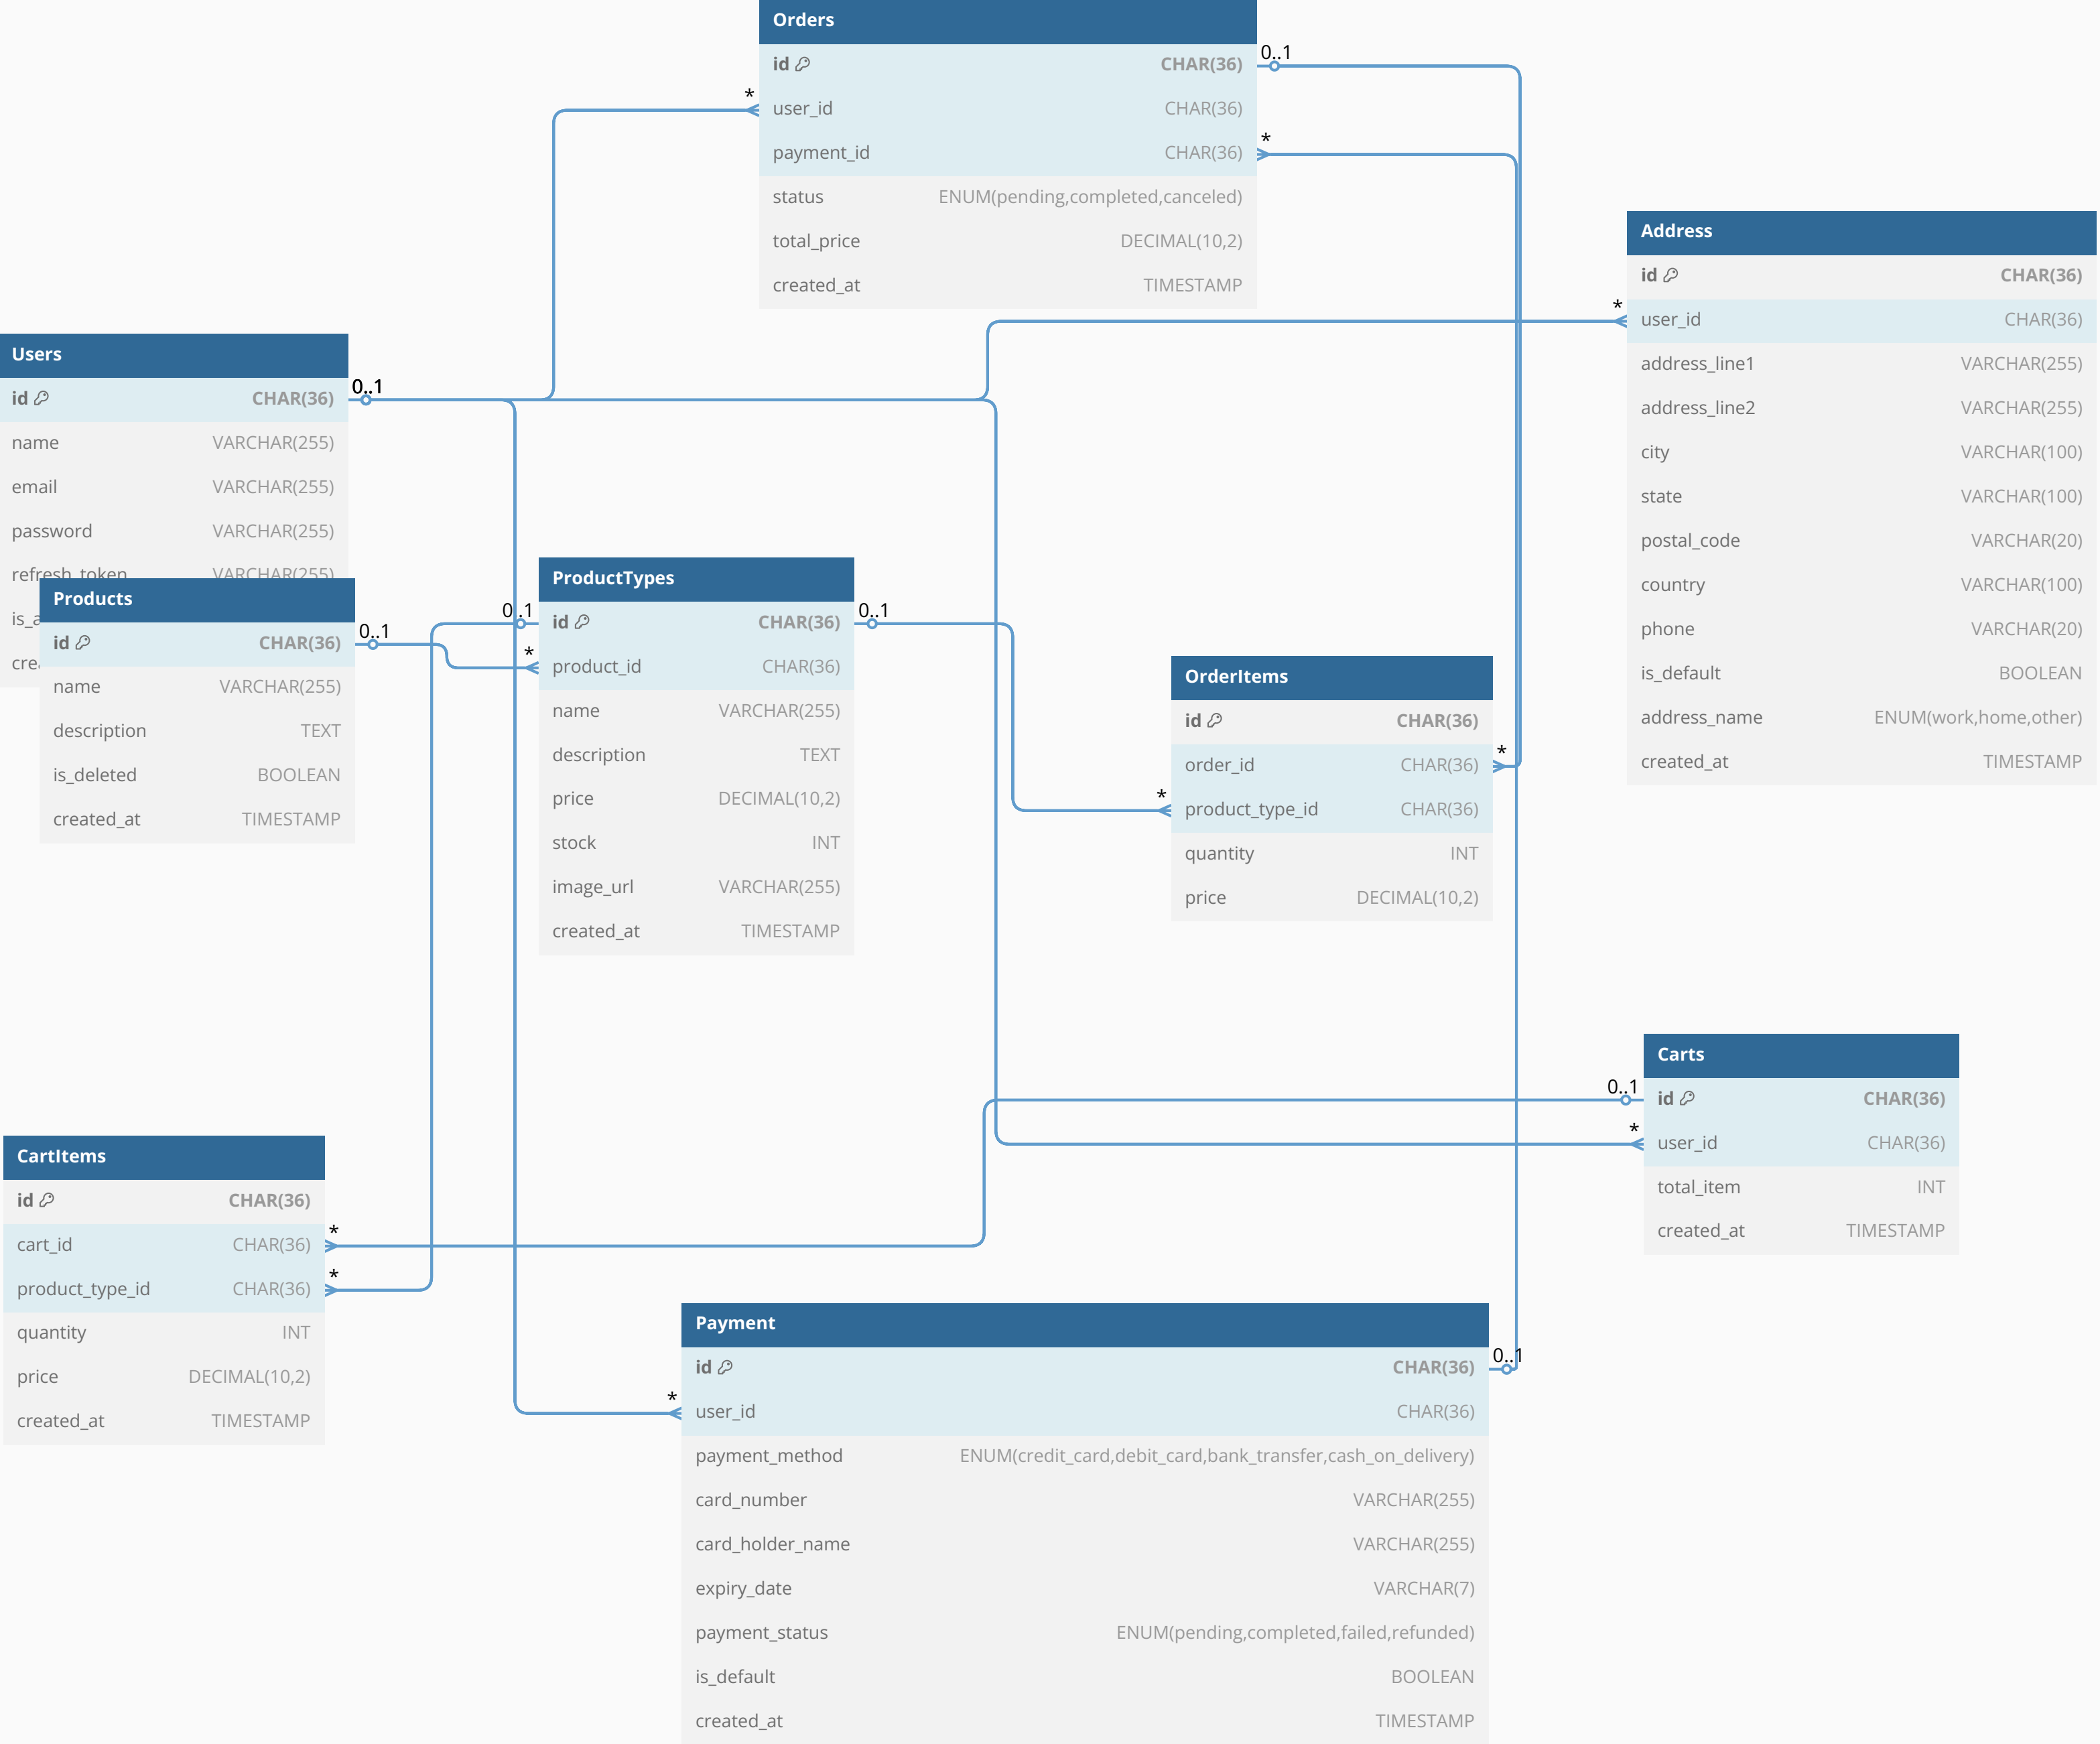 Orders
id CHAR(36)
user_id CHAR(36)
payment_id CHAR(36)
status ENUM(pending,completed,canceled)
total_price DECIMAL(10,2)
created_at TIMESTAMP
0..1
*
*
Address
id CHAR(36)
user_id CHAR(36)
address_line1 VARCHAR(255)
address_line2 VARCHAR(255)
city VARCHAR(100)
state VARCHAR(100)
postal_code VARCHAR(20)
country VARCHAR(100)
phone VARCHAR(20)
is_default BOOLEAN
address_name ENUM(work,home,other)
created_at TIMESTAMP
*
Users
id CHAR(36)
name VARCHAR(255)
email VARCHAR(255)
password VARCHAR(255)
refresh_token VARCHAR(255)
0..1
Products
id CHAR(36)
name VARCHAR(255)
description TEXT
is_deleted BOOLEAN
created_at TIMESTAMP
0..1
ProductTypes
id CHAR(36)
product_id CHAR(36)
name VARCHAR(255)
description TEXT
price DECIMAL(10,2)
stock INT
image_url VARCHAR(255)
created_at TIMESTAMP
0..1
*
0..1
OrderItems
id CHAR(36)
order_id CHAR(36)
product_type_id CHAR(36)
quantity INT
price DECIMAL(10,2)
*
*
Carts
id CHAR(36)
user_id CHAR(36)
total_item INT
created_at TIMESTAMP
0..1
*
CartItems
id CHAR(36)
cart_id CHAR(36)
product_type_id CHAR(36)
quantity INT
price DECIMAL(10,2)
created_at TIMESTAMP
*
*
Payment
id CHAR(36)
user_id CHAR(36)
payment_method ENUM(credit_card,debit_card,bank_transfer,cash_on_delivery)
card_number VARCHAR(255)
card_holder_name VARCHAR(255)
expiry_date VARCHAR(7)
payment_status ENUM(pending,completed,failed,refunded)
is_default BOOLEAN
created_at TIMESTAMP
0..1
*